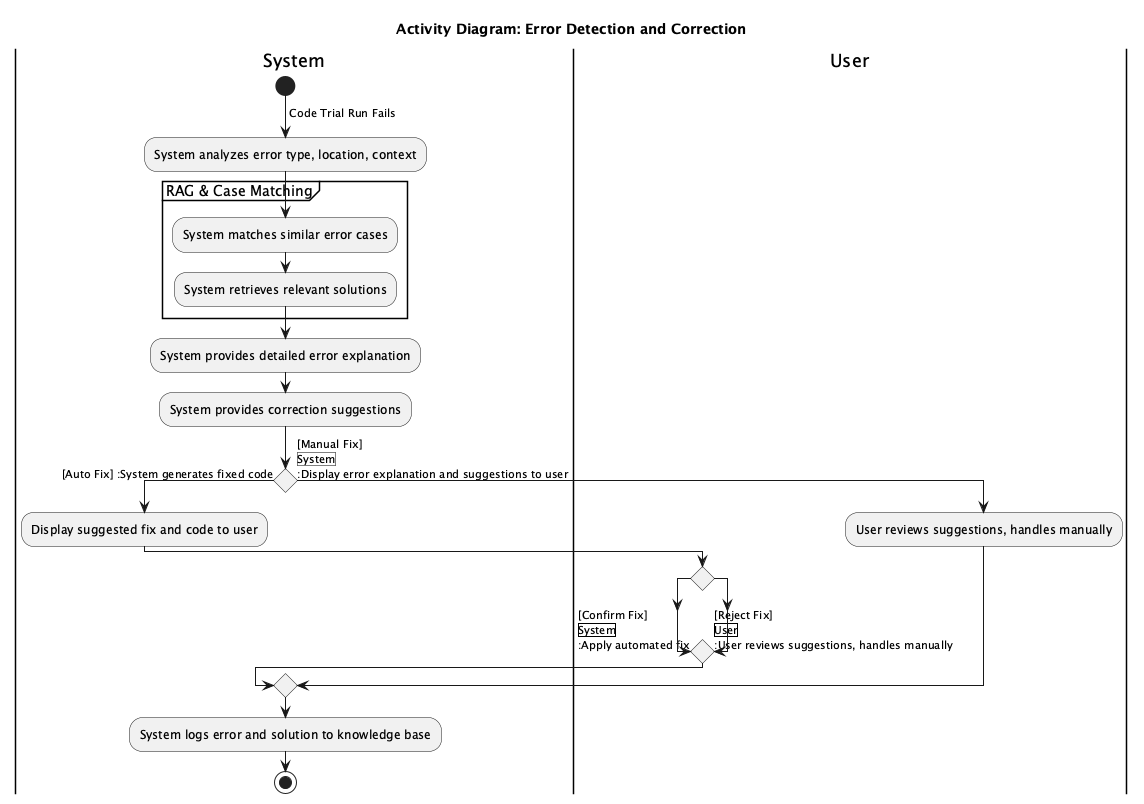 Activity Diagram: Error Detection and Correction
System
User
Code Trial Run Fails
System analyzes error type, location, context
RAG & Case Matching
System matches similar error cases
System retrieves relevant solutions
System provides detailed error explanation
System provides correction suggestions
[Manual Fix]
System
[Auto Fix] :System generates fixed code
:Display error explanation and suggestions to user
Display suggested fix and code to user
User reviews suggestions, handles manually
[Confirm Fix]
System
:Apply automated fix
[Reject Fix]
User
:User reviews suggestions, handles manually
System logs error and solution to knowledge base